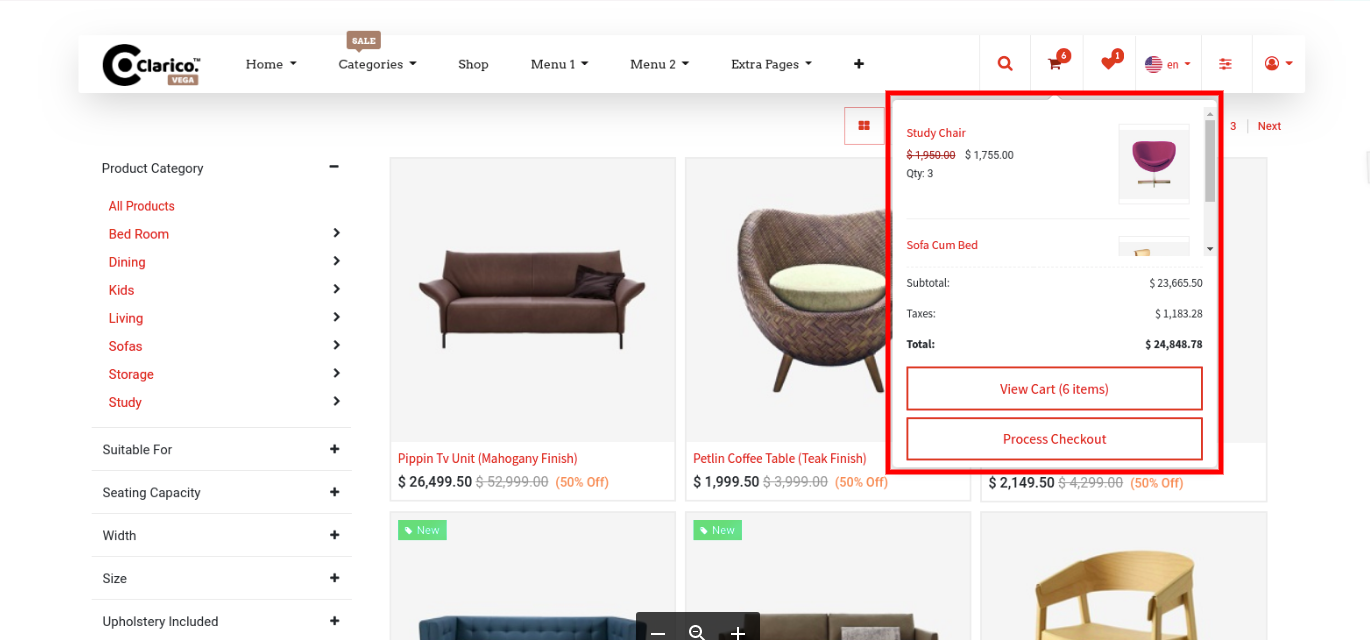 SALE
Clarico.™
VEGA
Home
Categories
Shop
Menu 1
Menu 2
Extra Pages
6
1
en
3
Next
Product Category
All Products
Bed Room
Dining
Kids
Living
Sofas
Storage
Study
Suitable For
Seating Capacity
Width
Size
Upholstery Included
Study Chair
$ 1,950.00 $ 1,755.00
Qty: 3
Sofa Cum Bed
Subtotal: $ 23,665.50
Taxes: $ 1,183.28
Total: $ 24,848.78
View Cart (6 items)
Process Checkout
Pippin Tv Unit (Mahogany Finish)
$ 26,499.50 $ 52,999.00 (50% Off)
Petlin Coffee Table (Teak Finish)
$ 1,999.50 $ 3,999.00 (50% Off)
$ 2,149.50 $ 4,299.00 (50% Off)
New
New